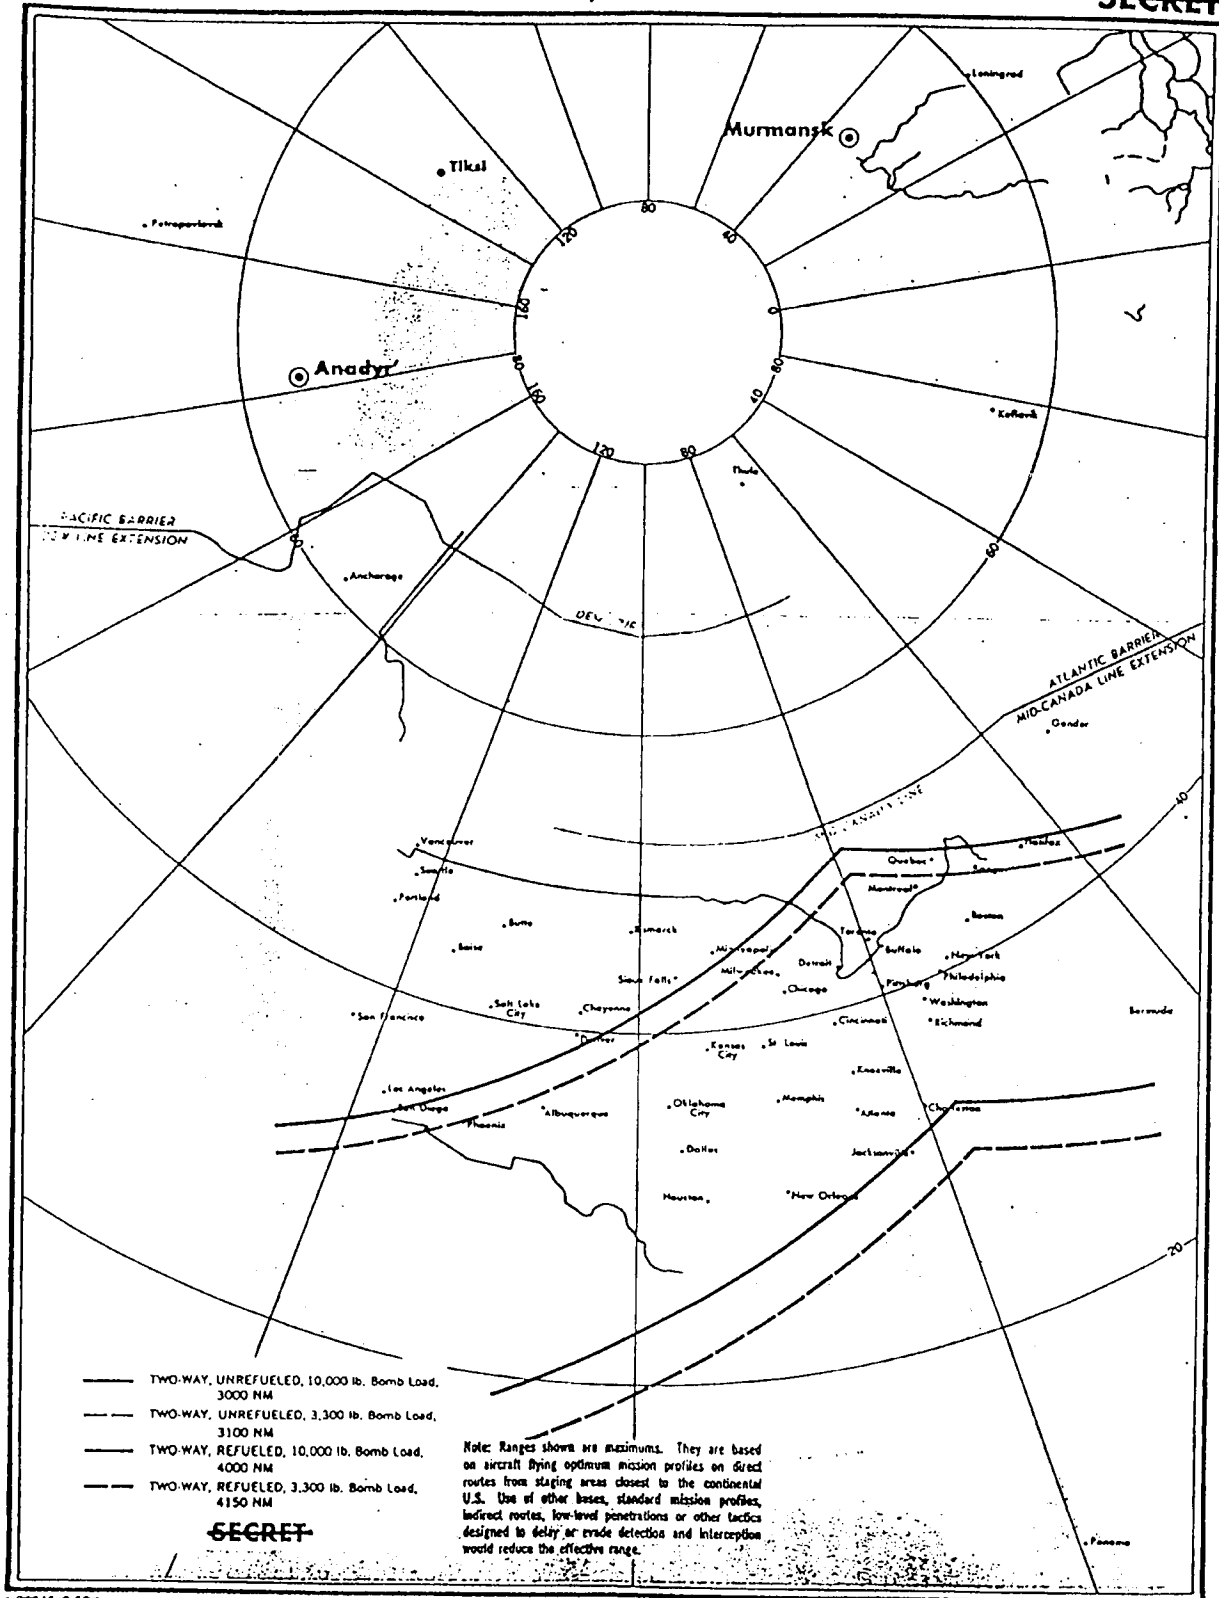 SECRET
Leningrad
Murmansk
Tiksi
Petropavlovsk
80
120
40
160
0
Anadyr'
80
160
80
40
Keflavik
120
80
Thule
PACIFIC BARRIER
LINE EXTENSION
60
60
Anchorage
DEW LINE
ATLANTIC BARRIER
MID-CANADA LINE EXTENSION
Gander
40
MID-CANADA LINE
Vancouver
Halifax
Quebec
Seattle
Montreal
Portland
Boston
Butte
Bismarck
Toronto
Boise
Minneapolis
Buffalo
New York
Detroit
Milwaukee
Sioux Falls
Philadelphia
Pittsburg
Chicago
Washington
Salt Lake
City
Cheyenne
Bermuda
San Francisco
Cincinnati
Richmond
Denver
Kansas
City
St Louis
Knoxville
Los Angeles
San Diego
Albuquerque
Oklahoma
City
Memphis
Atlanta
Charleston
Phoenix
Dallas
Jacksonville
Houston
New Orleans
20
TWO-WAY, UNREFUELED, 10,000 lb. Bomb Load,
3000 NM
TWO-WAY, UNREFUELED, 3,300 lb. Bomb Load,
3100 NM
TWO-WAY, REFUELED, 10,000 lb. Bomb Load,
4000 NM
TWO-WAY, REFUELED, 3,300 lb. Bomb Load,
4150 NM
SECRET
Note: Ranges shown are maximums. They are based
on aircraft flying optimum mission profiles on direct
routes from staging areas closest to the continental
U.S. Use of other bases, standard mission profiles,
indirect routes, low-level penetrations or other tactics
designed to delay or evade detection and interception
would reduce the effective range.
Panama